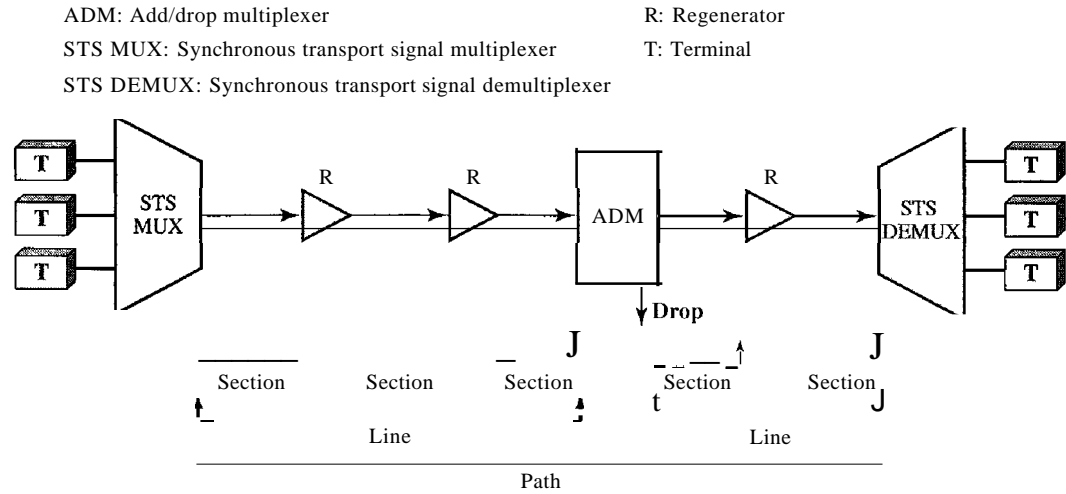 ADM: Add/drop multiplexer R: Regenerator
STS MUX: Synchronous transport signal multiplexer T: Terminal
STS DEMUX: Synchronous transport signal demultiplexer
T T
R R R
STS MUX
T T
ADM
STS DEMUX
T T
Drop
J J
Section Section Section Section Section
t J
Line Line
Path